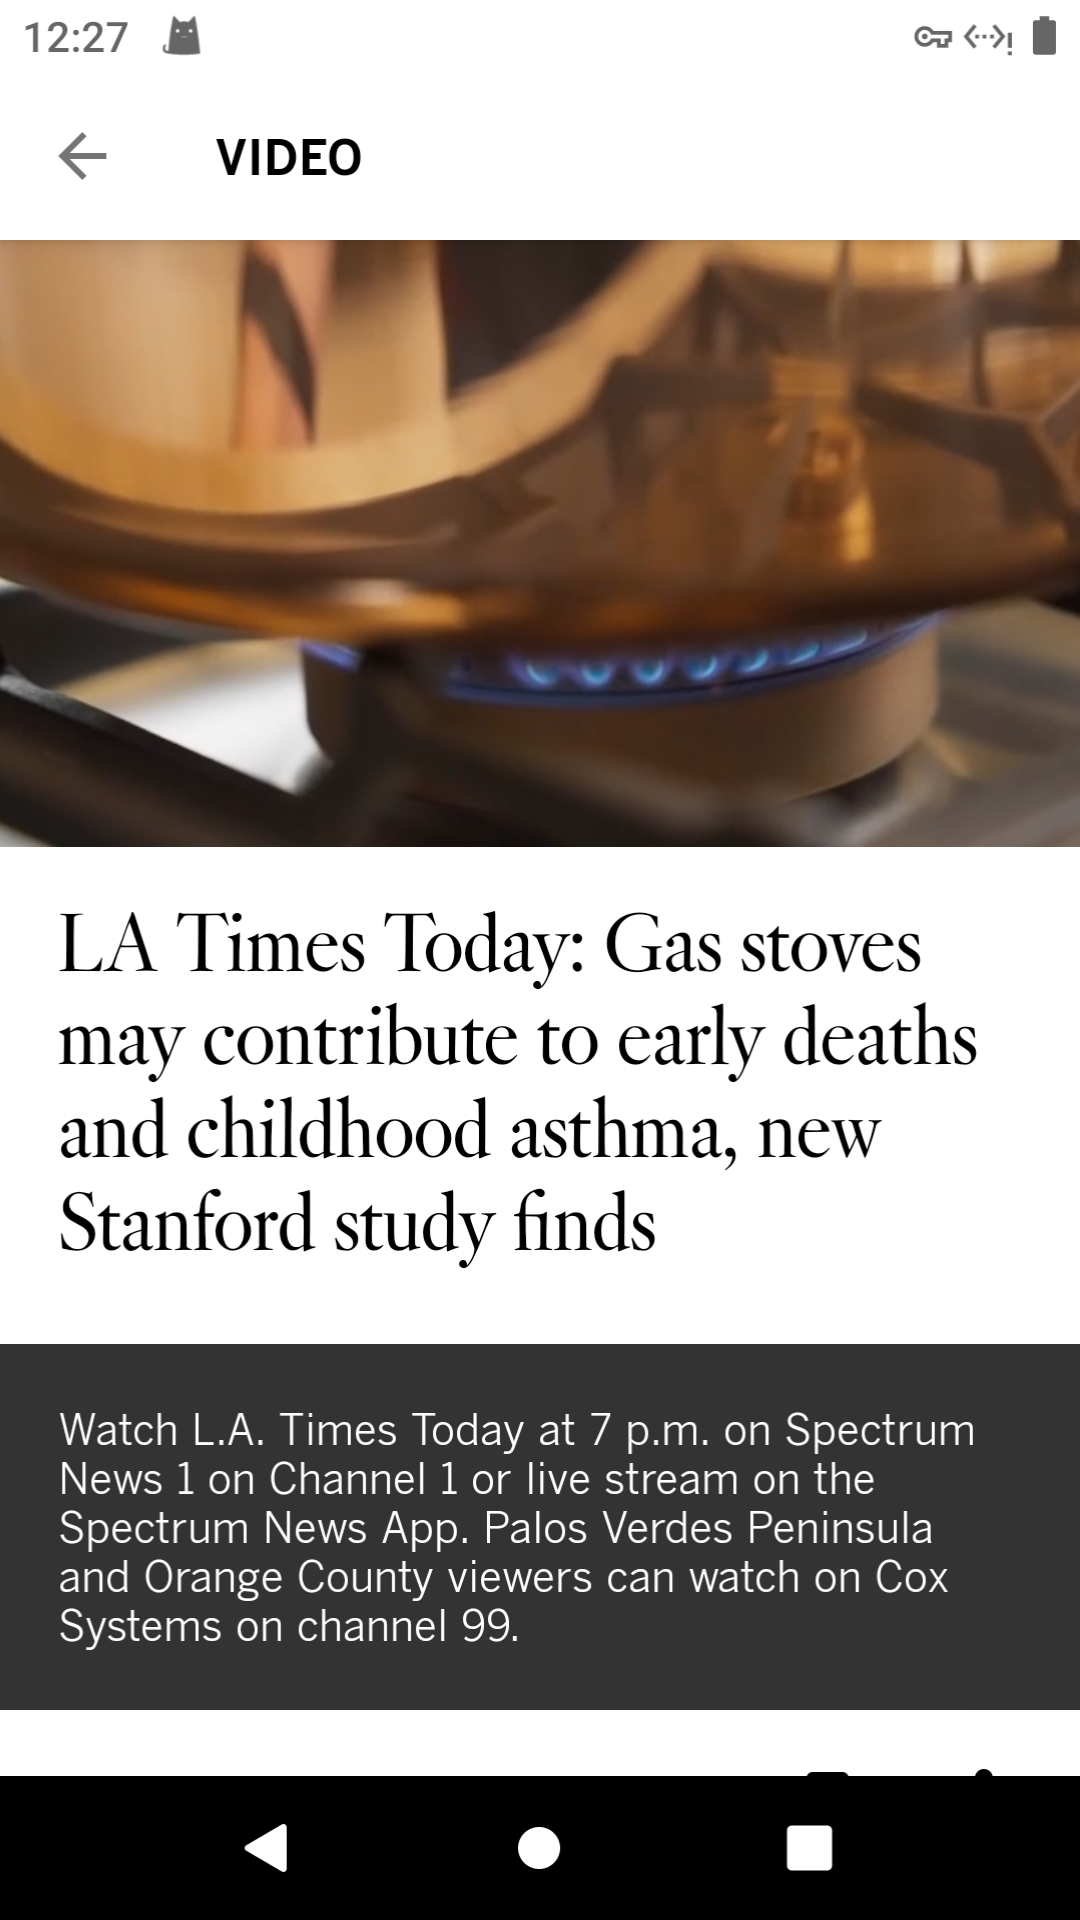 12:27
VIDEO
LA Times Today: Gas stoves
may contribute to early deaths
and childhood asthma, new
Stanford study finds
Watch L.A. Times Today at 7 p.m. on Spectrum
News 1 on Channel 1 or live stream on the
Spectrum News App. Palos Verdes Peninsula
and Orange County viewers can watch on Cox
Systems on channel 99.